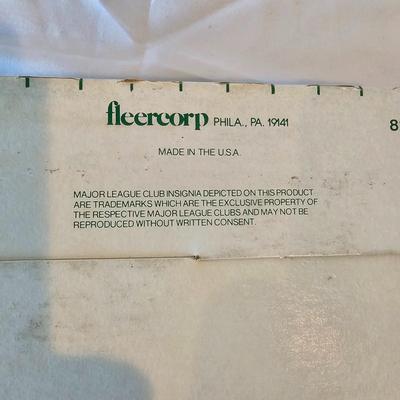 fleercorp PHILA., PA. 19141
MADE IN THE U.S.A.
MAJOR LEAGUE CLUB INSIGNIA DEPICTED ON THIS PRODUCT
ARE TRADEMARKS WHICH ARE THE EXCLUSIVE PROPERTY OF
THE RESPECTIVE MAJOR LEAGUE CLUBS AND MAY NOT BE
REPRODUCED WITHOUT WRITTEN CONSENT.